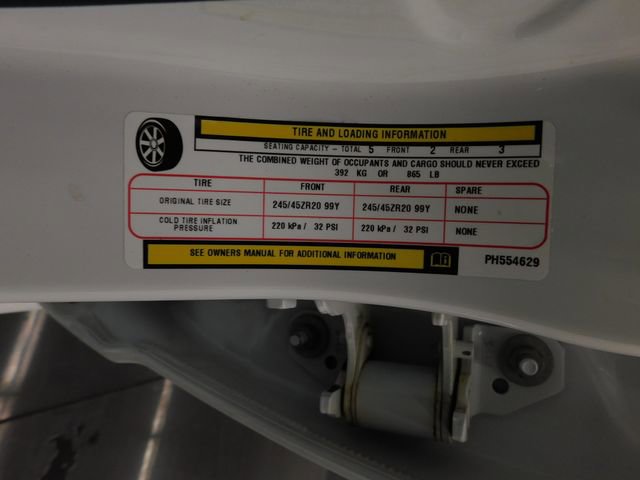 TIRE AND LOADING INFORMATION
SEATING CAPACITY - TOTAL 5 FRONT 2 REAR 3
THE COMBINED WEIGHT OF OCCUPANTS AND CARGO SHOULD NEVER EXCEED
392 KG OR 865 LB
TIRE FRONT REAR SPARE
ORIGINAL TIRE SIZE 245/45ZR20 99Y 245/45ZR20 99Y NONE
COLD TIRE INFLATION
PRESSURE 220 kPa / 32 PSI 220 kPa / 32 PSI NONE
SEE OWNERS MANUAL FOR ADDITIONAL INFORMATION
PH554629